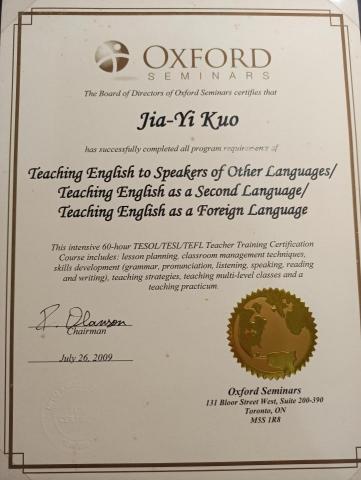 OXFORD
SEMINARS
The Board of Directors of Oxford Seminars certifies that
Jia-Yi Kuo
has successfully completed all program requirements of
Teaching English to Speakers of Other Languages/
Teaching English as a Second Language/
Teaching English as a Foreign Language
This intensive 60-hour TESOL/TESL/TEFL Teacher Training Certification
Course includes: lesson planning, classroom management techniques,
skills development (grammar, pronunciation, listening, speaking, reading
and writing), teaching strategies, teaching multi-level classes and a
teaching practicum.
Chairman
July 26, 2009
Oxford Seminars
131 Bloor Street West, Suite 200-390
Toronto, ON
M5S 1R8